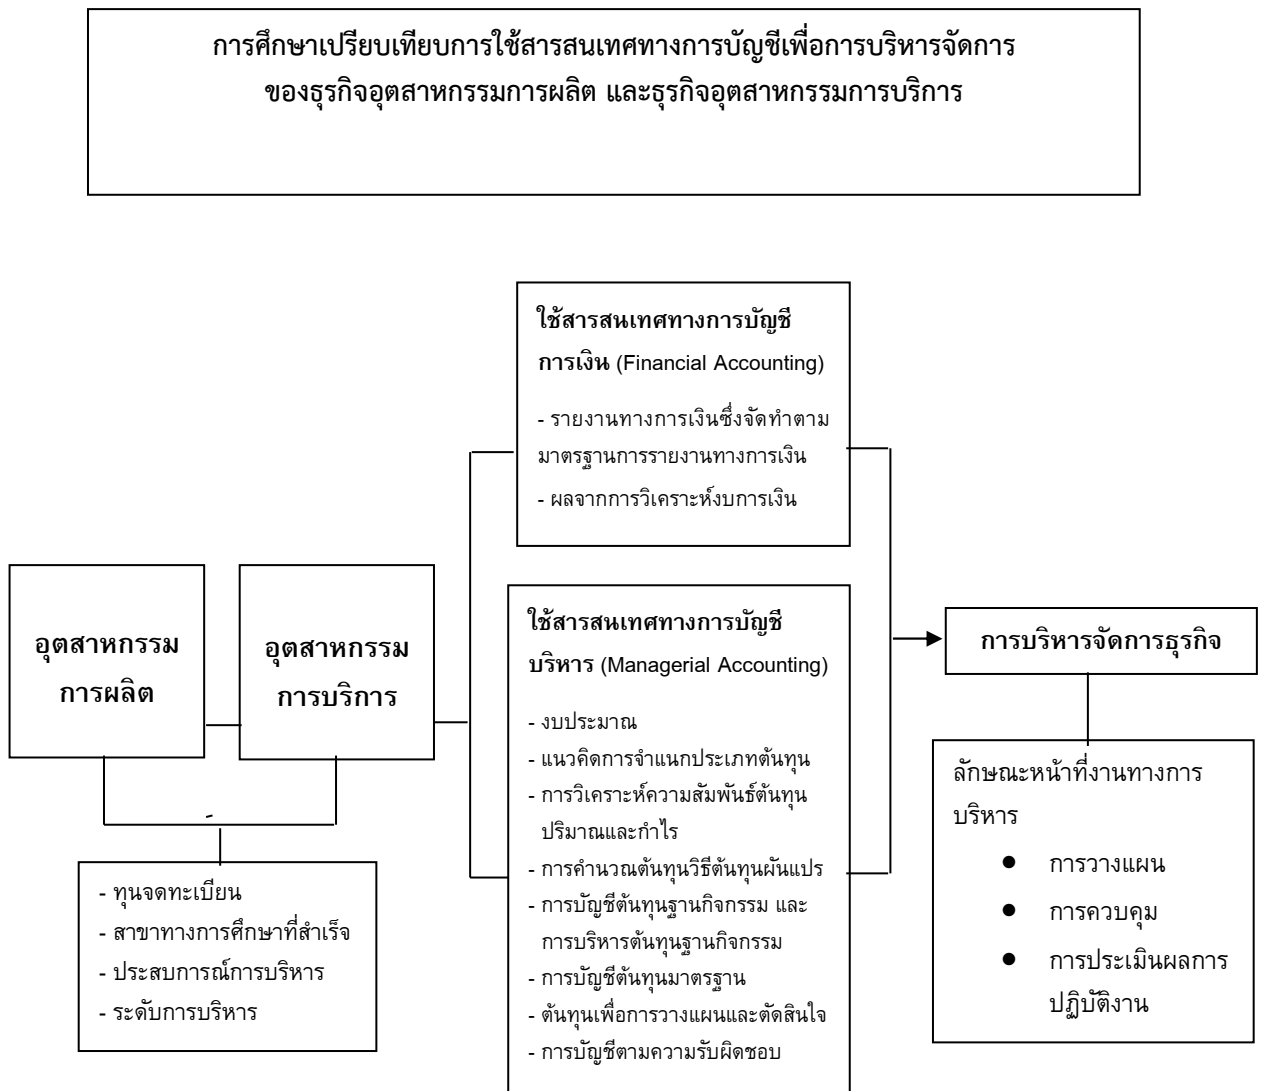 การศึกษาเปรียบเทียบการใช้สารสนเทศทางการบัญชีเพื่อการบริหารจัดการ
ของธุรกิจอุตสาหกรรมการผลิต และธุรกิจอุตสาหกรรมการบริการ
ใช้สารสนเทศทางการบัญชี
การเงิน (Financial Accounting)
- รายงานทางการเงินซึ่งจัดทำตาม
มาตรฐานการรายงานทางการเงิน
- ผลจากการวิเคราะห์งบการเงิน
อุตสาหกรรม
การผลิต
อุตสาหกรรม
การบริการ
-
- ทุนจดทะเบียน
- สาขาทางการศึกษาที่สำเร็จ
- ประสบการณ์การบริหาร
- ระดับการบริหาร
ใช้สารสนเทศทางการบัญชี
บริหาร (Managerial Accounting)
- งบประมาณ
- แนวคิดการจำแนกประเภทต้นทุน
- การวิเคราะห์ความสัมพันธ์ต้นทุน
ปริมาณและกำไร
- การคำนวณต้นทุนวิธีต้นทุนผันแปร
- การบัญชีต้นทุนฐานกิจกรรม และ
การบริหารต้นทุนฐานกิจกรรม
- การบัญชีต้นทุนมาตรฐาน
- ต้นทุนเพื่อการวางแผนและตัดสินใจ
- การบัญชีตามความรับผิดชอบ
การบริหารจัดการธุรกิจ
ลักษณะหน้าที่งานทางการ
บริหาร
● การวางแผน
● การควบคุม
● การประเมินผลการ
ปฏิบัติงาน